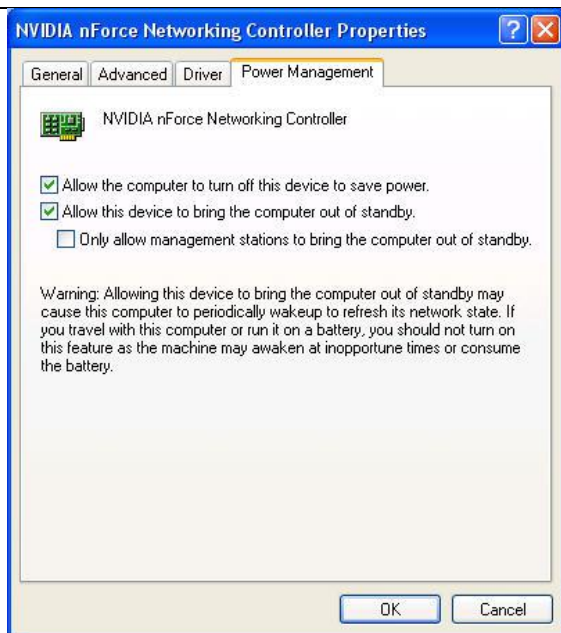 NVIDIA nForce Networking Controller Properties
General Advanced Driver Power Management
NVIDIA nForce Networking Controller
Allow the computer to turn off this device to save power.
Allow this device to bring the computer out of standby.
Only allow management stations to bring the computer out of standby.
Warning: Allowing this device to bring the computer out of standby may
cause this computer to periodically wakeup to refresh its network state. If
you travel with this computer or run it on a battery, you should not turn on
this feature as the machine may awaken at inopportune times or consume
the battery.
OK Cancel